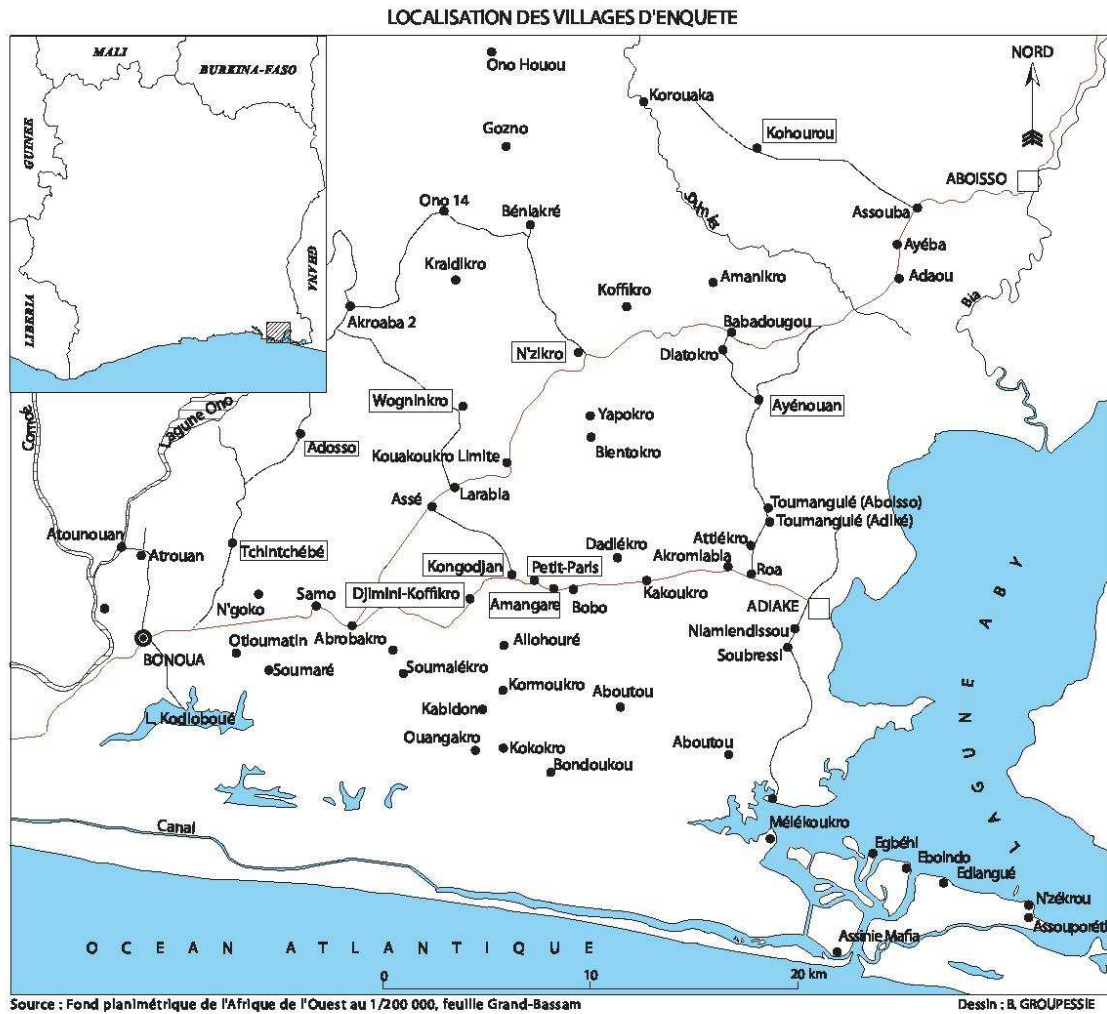 LOCALISATION DES VILLAGES D'ENQUETE
MALI
BURKINA-FASO
GUINEE
LIBERIA
GHANA
NORD
Ono Houou
Korouaka
Gozno
Kohourou
ABOISSO
Ono 14
Bénlakré
Assouba
Ayéba
Kraidikro
Koffikro
Amanikro
Adaou
Bia
Akroaba 2
Babadougou
N'zikro
Diatokro
Comoé
Lagune Ono
Wogninkro
Yapokro
Ayénouan
Adosso
Blentokro
Kouakoukro Limite
Larabia
Assé
Toumangulé (Aboisso)
Toumangulé (Adiké)
Atounouan
Atrouan
Tchintchébé
Dadiékro
Attiékro
Akromiabla
Kongodjan
Petit-Paris
Roa
N'goko
Samo
Djimini-Koffikro
Amangare
Bobo
Kakoukro
ADIAKE
BONOUA
Otioumatin
Abrobakro
Allohouré
Niamiendissou
Soubressi
Soumaré
Soumalékro
Kormoukro
Aboutou
L. Kodioboué
Kabidon
Ouangakro
Kokokro
Bondoukou
Aboutou
LAGUNE ABY
Canal
Mélékoukro
Egbéhi
Eboindo
Ediangué
N'zékrou
Assouporéti
Assinie Mafia
OCEAN ATLANTIQUE
0 10 20 km
Source : Fond planimétrique de l'Afrique de l'Ouest au 1/200 000, feuille Grand-Bassam
Dessin : B. GROUPESSIE